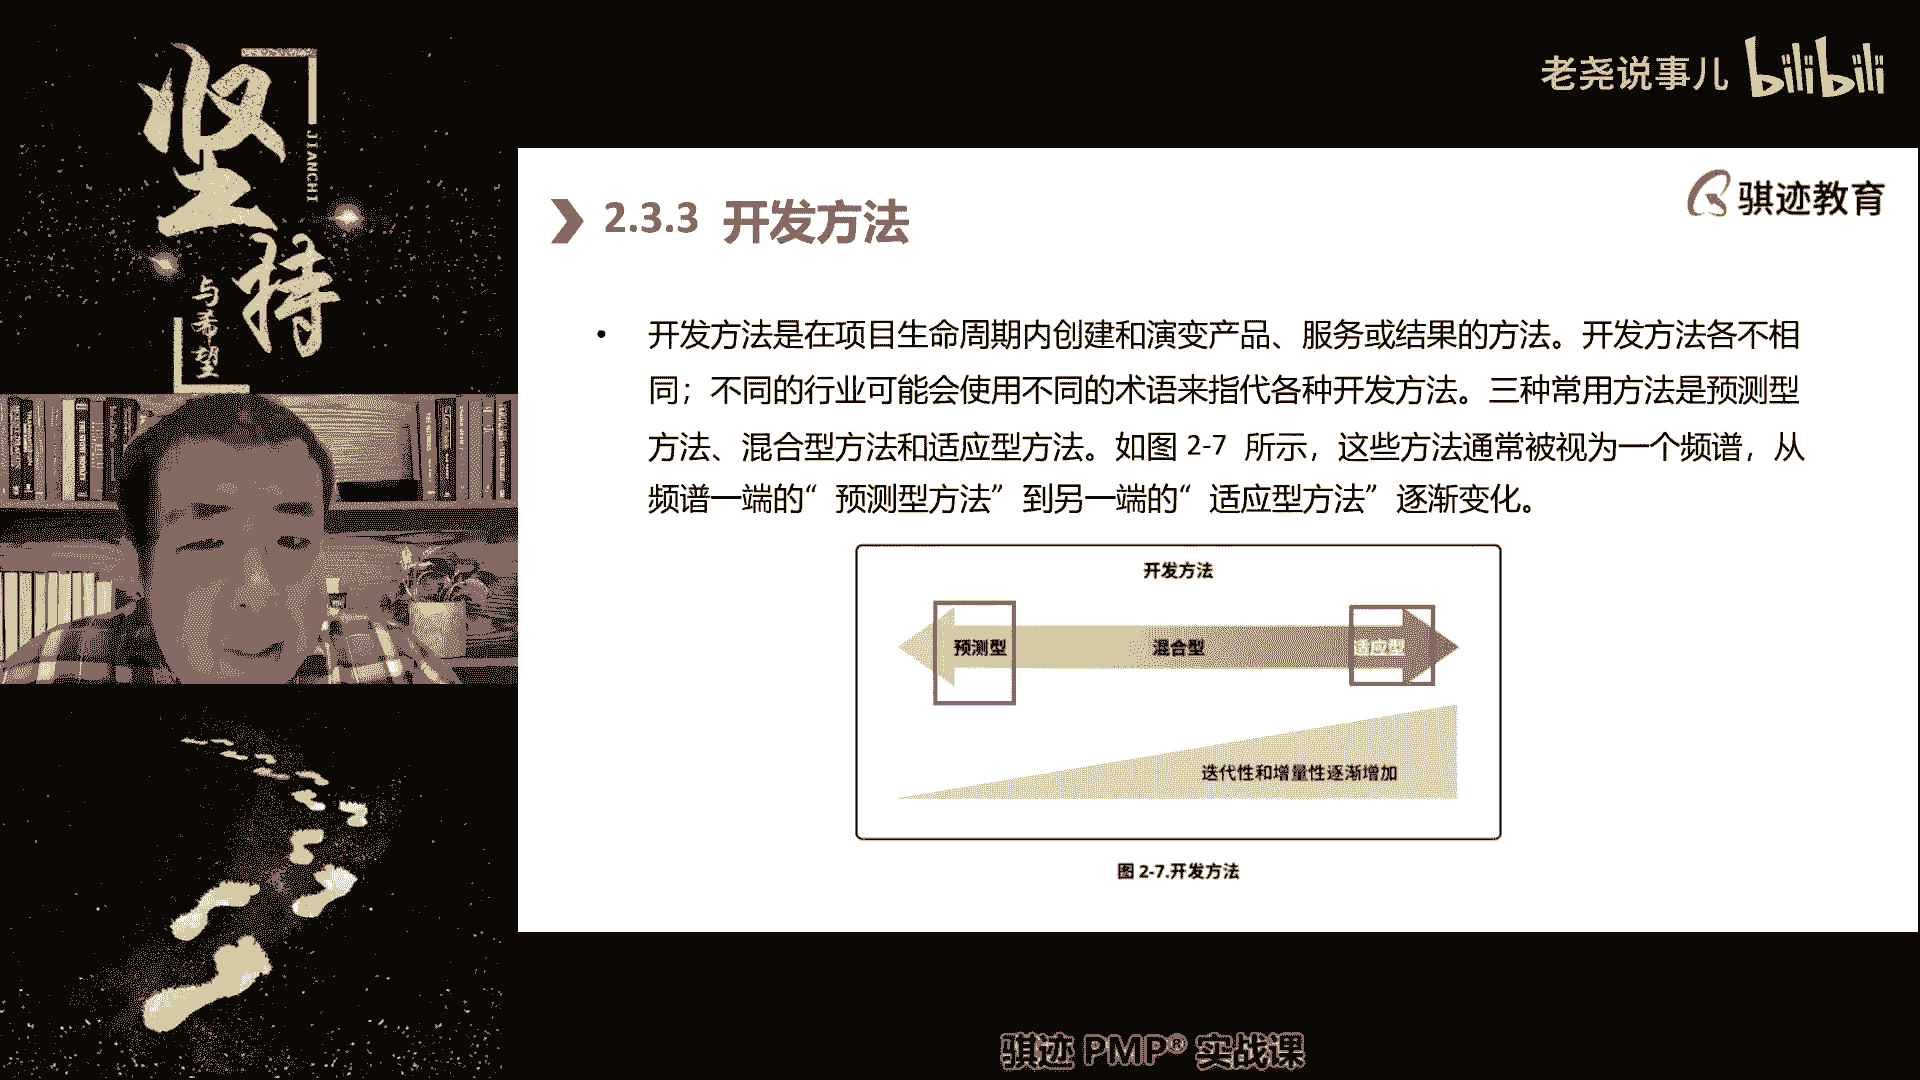 坚持
JIANCHI
与希望
老尧说事儿 bilibili
骐迹教育
2.3.3 开发方法
• 开发方法是在项目生命周期内创建和演变产品、服务或结果的方法。开发方法各不相
同；不同的行业可能会使用不同的术语来指代各种开发方法。三种常用方法是预测型
方法、混合型方法和适应型方法。如图 2-7 所示，这些方法通常被视为一个频谱，从
频谱一端的“预测型方法”到另一端的“适应型方法”逐渐变化。
开发方法
预测型 混合型 适应型
迭代性和增量性逐渐增加
图 2-7.开发方法
骐迹 PMP® 实战课